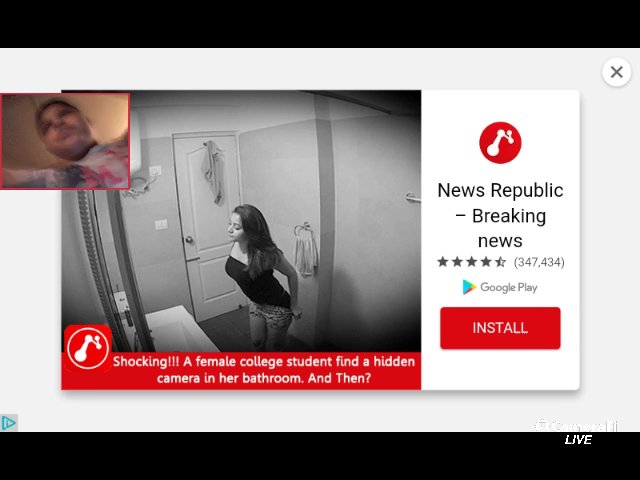 News Republic
– Breaking
news
(347,434)
Google Play
INSTALL
Shocking!!! A female college student find a hidden
camera in her bathroom. And Then?
LIVE